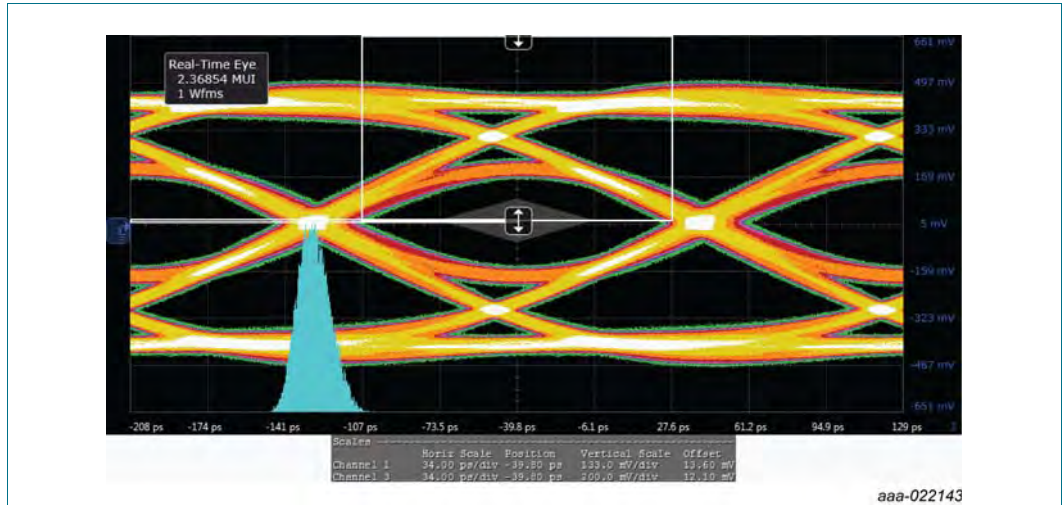 Real-Time Eye
2.36854 MUI
1 Wfms
661 mV
497 mV
333 mV
169 mV
5 mV
-159 mV
-323 mV
-487 mV
-651 mV
-208 ps -174 ps -141 ps -107 ps -73.5 ps -39.8 ps -6.1 ps 27.6 ps 61.2 ps 94.9 ps 129 ps
Scales
Horiz Scale Position Vertical Scale Offset
Channel 1 34.00 ps/div -39.80 ps 133.0 mV/div 13.60 mV
Channel 3 34.00 ps/div -39.80 ps 200.0 mV/div 12.10 mV
aaa-022143